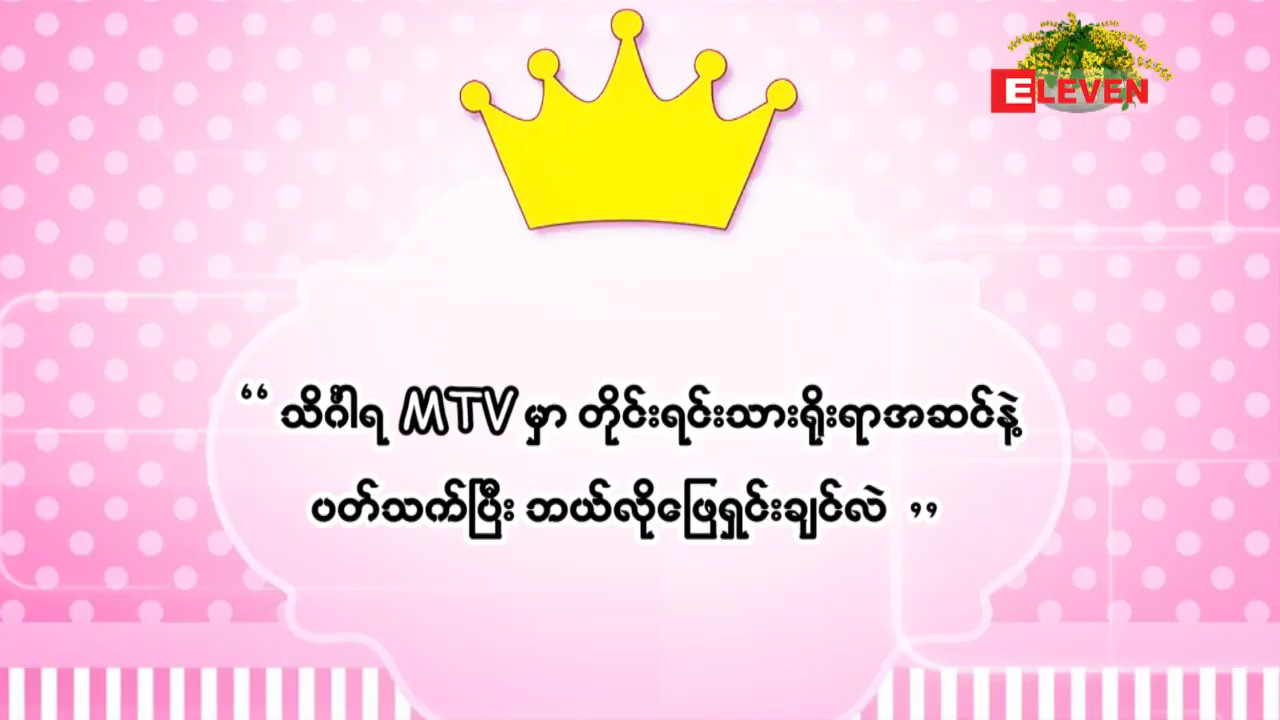 ELEVEN
“ သိင်္ဂါရ MTV မှာ တိုင်းရင်းသားရိုးရာအဆင်နဲ့
ပတ်သက်ပြီး ဘယ်လိုဖြေရှင်းချင်လဲ ”